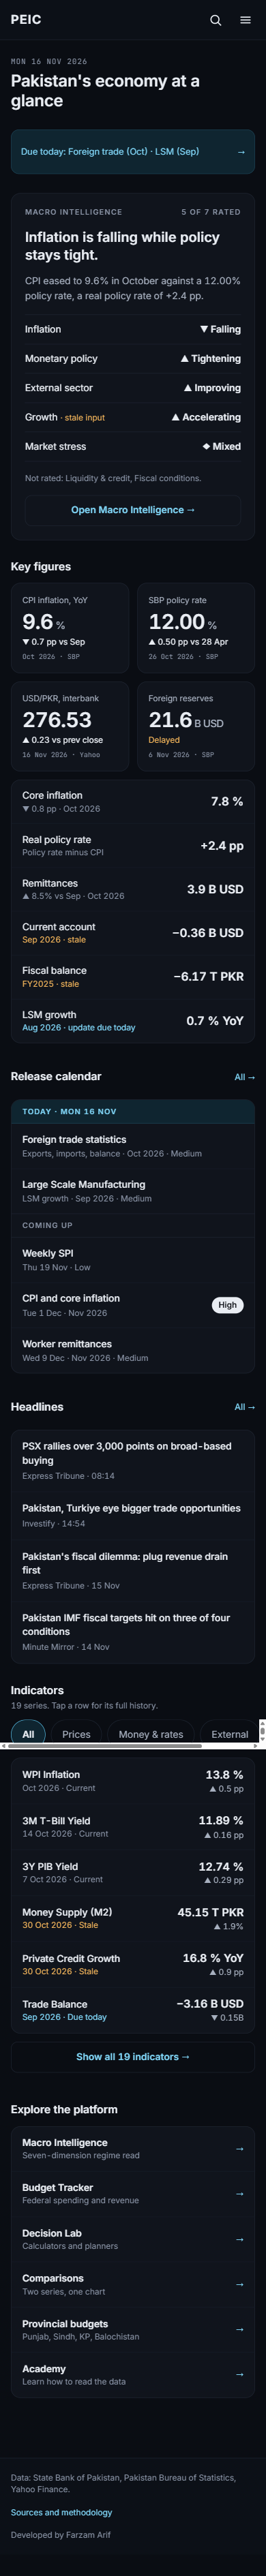 PEIC
MON 16 NOV 2026
Pakistan's economy at a
glance
Due today: Foreign trade (Oct) · LSM (Sep) →
MACRO INTELLIGENCE 5 OF 7 RATED
Inflation is falling while policy
stays tight.
CPI eased to 9.6% in October against a 12.00%
policy rate, a real policy rate of +2.4 pp.
Inflation ▼ Falling
Monetary policy ▲ Tightening
External sector ▲ Improving
Growth · stale input ▲ Accelerating
Market stress ◆ Mixed
Not rated: Liquidity & credit, Fiscal conditions.
Open Macro Intelligence →
Key figures
CPI inflation, YoY
9.6 %
▼ 0.7 pp vs Sep
Oct 2026 · SBP
SBP policy rate
12.00 %
▲ 0.50 pp vs 28 Apr
26 Oct 2026 · SBP
USD/PKR, interbank
276.53
▲ 0.23 vs prev close
16 Nov 2026 · Yahoo
Foreign reserves
21.6 B USD
Delayed
6 Nov 2026 · SBP
Core inflation 7.8 %
▼ 0.8 pp · Oct 2026
Real policy rate +2.4 pp
Policy rate minus CPI
Remittances 3.9 B USD
▲ 8.5% vs Sep · Oct 2026
Current account −0.36 B USD
Sep 2026 · stale
Fiscal balance −6.17 T PKR
FY2025 · stale
LSM growth 0.7 % YoY
Aug 2026 · update due today
Release calendar All →
TODAY · MON 16 NOV
Foreign trade statistics
Exports, imports, balance · Oct 2026 · Medium
Large Scale Manufacturing
LSM growth · Sep 2026 · Medium
COMING UP
Weekly SPI
Thu 19 Nov · Low
CPI and core inflation High
Tue 1 Dec · Nov 2026
Worker remittances
Wed 9 Dec · Nov 2026 · Medium
Headlines All →
PSX rallies over 3,000 points on broad-based
buying
Express Tribune · 08:14
Pakistan, Turkiye eye bigger trade opportunities
Investify · 14:54
Pakistan's fiscal dilemma: plug revenue drain
first
Express Tribune · 15 Nov
Pakistan IMF fiscal targets hit on three of four
conditions
Minute Mirror · 14 Nov
Indicators
19 series. Tap a row for its full history.
All Prices Money & rates External
WPI Inflation 13.8 %
Oct 2026 · Current ▲ 0.5 pp
3M T-Bill Yield 11.89 %
14 Oct 2026 · Current ▲ 0.16 pp
3Y PIB Yield 12.74 %
7 Oct 2026 · Current ▲ 0.29 pp
Money Supply (M2) 45.15 T PKR
30 Oct 2026 · Stale ▲ 1.9%
Private Credit Growth 16.8 % YoY
30 Oct 2026 · Stale ▲ 0.9 pp
Trade Balance −3.16 B USD
Sep 2026 · Due today ▼ 0.15B
Show all 19 indicators →
Explore the platform
Macro Intelligence →
Seven-dimension regime read
Budget Tracker →
Federal spending and revenue
Decision Lab →
Calculators and planners
Comparisons →
Two series, one chart
Provincial budgets →
Punjab, Sindh, KP, Balochistan
Academy →
Learn how to read the data
Data: State Bank of Pakistan, Pakistan Bureau of Statistics,
Yahoo Finance.
Sources and methodology
Developed by Farzam Arif